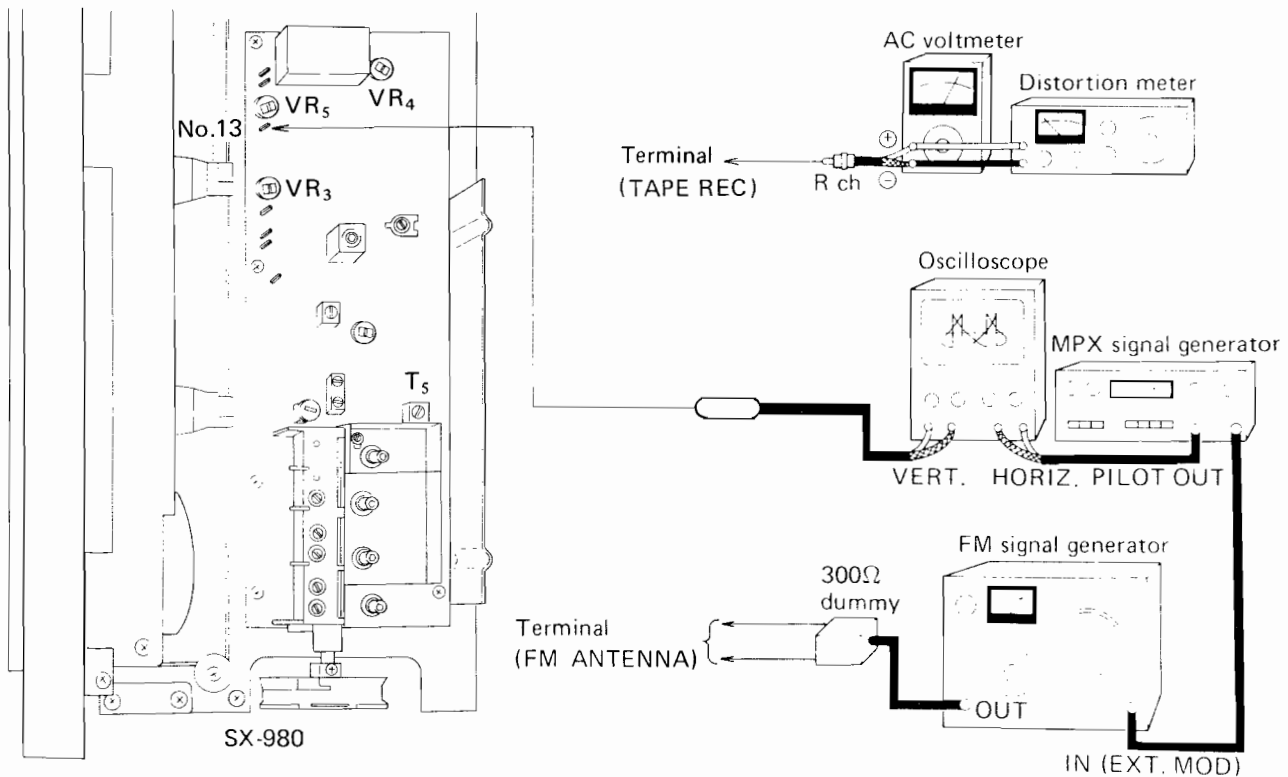 AC voltmeter
Distortion meter
VR4
VR5
No.13
Terminal
(TAPE REC)
⊕
⊖
R ch
VR3
Oscilloscope
MPX signal generator
T5
VERT.
HORIZ.
PILOT OUT
FM signal generator
300Ω
dummy
Terminal
(FM ANTENNA)
OUT
IN (EXT. MOD)
SX-980